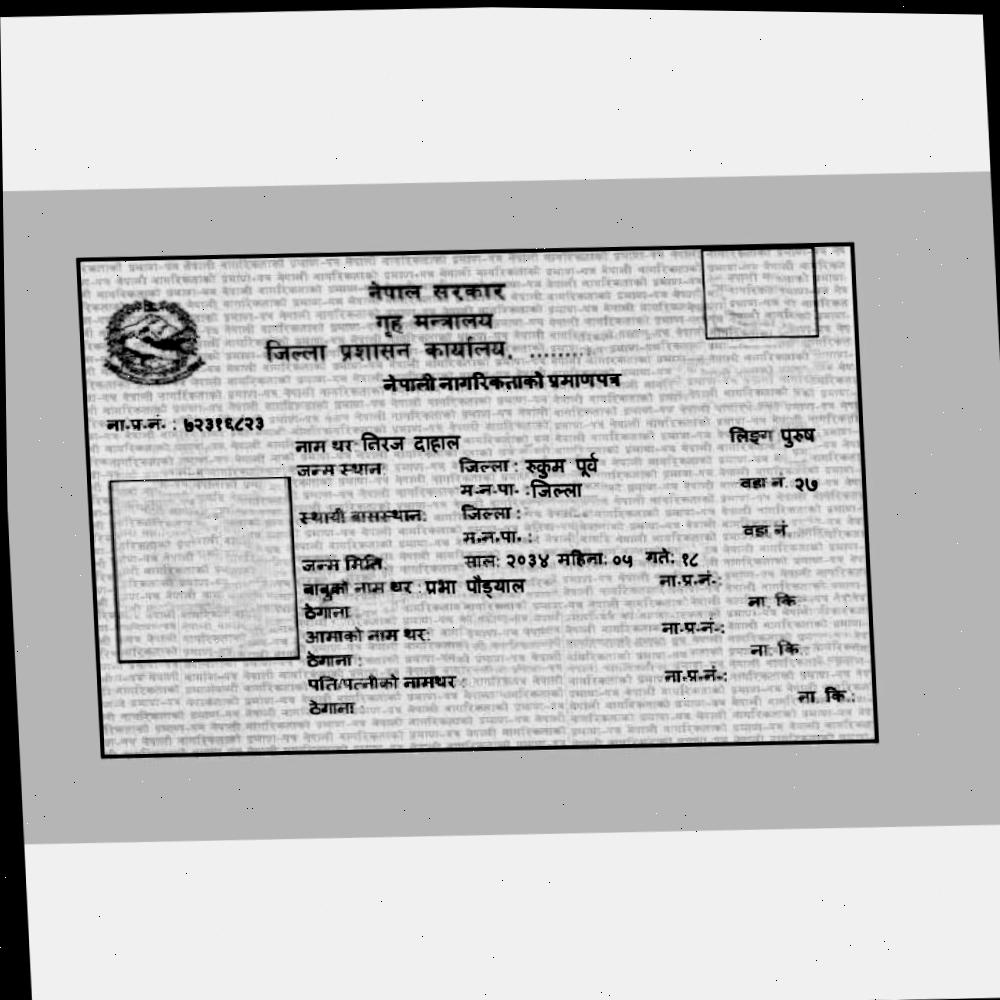 नेपाल सरकार
गृह मन्त्रालय
जिल्ला प्रशासन कार्यालय, ........
नेपाली नागरिकताको प्रमाणपत्र
ना.प्र.नं. : ७२३१६८२३
नाम थर तिरज दाहाल लिङ्ग पुरुष
जन्म स्थान जिल्ला : रुकुम पूर्व
म.न.पा. :जिल्ला वडा नं. २७
स्थायी बासस्थान: जिल्ला :
म.न.पा. : वडा नं
जन्म मिति साल: २०३४ महिना: ०५ गते: १८
बाबुको नाम थर : प्रभा पौड्याल ना.प्र.नं.:
ठेगाना ना कि
आमाको नाम थर: ना.प्र.नं.:
ठेगाना : ना. कि.
पति/पत्नीको नामथर : ना.प्र.नं.:
ठेगाना ना कि.: